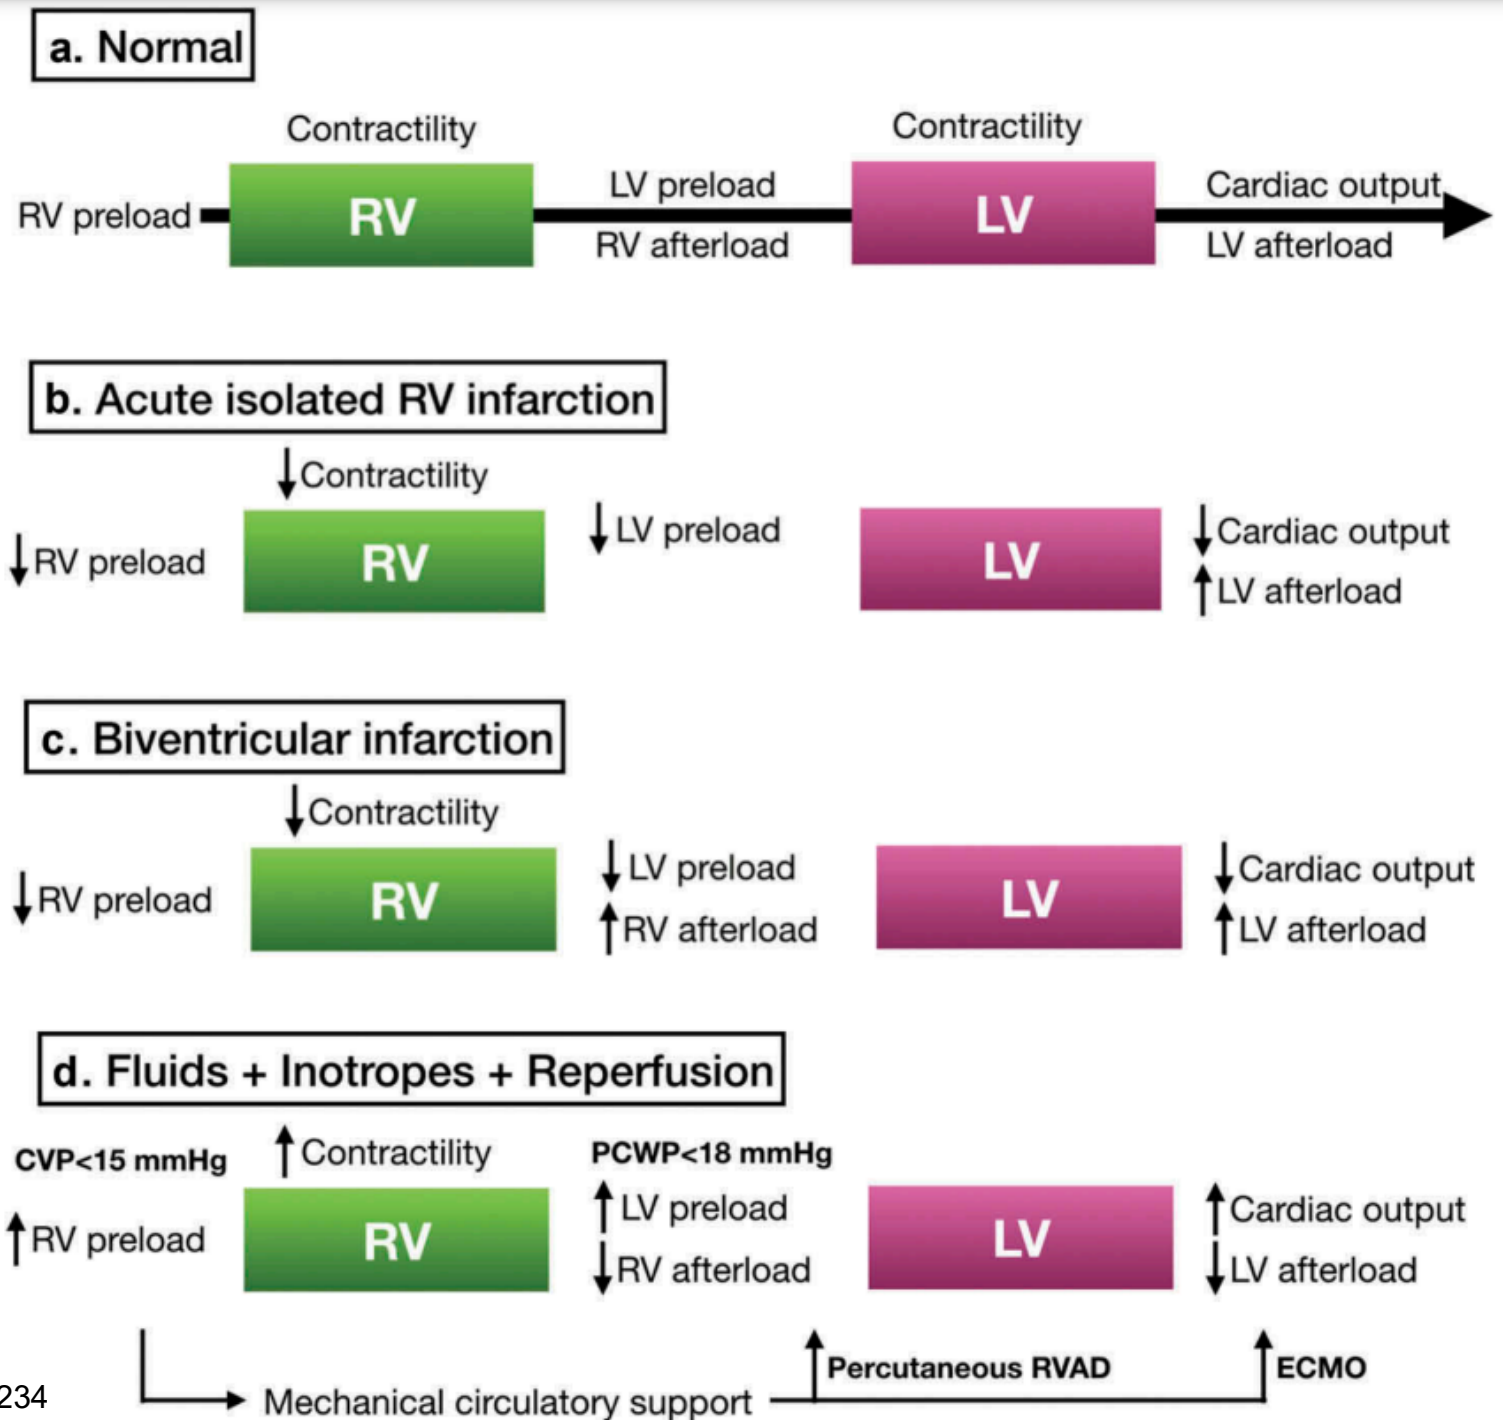 a. Normal
Contractility
Contractility
RV preload
RV
LV preload
RV afterload
LV
Cardiac output
LV afterload
b. Acute isolated RV infarction
↓Contractility
↓RV preload
RV
↓LV preload
LV
↓Cardiac output
↑LV afterload
c. Biventricular infarction
↓Contractility
↓RV preload
RV
↓LV preload
↑RV afterload
LV
↓Cardiac output
↑LV afterload
d. Fluids + Inotropes + Reperfusion
CVP<15 mmHg
↑Contractility
PCWP<18 mmHg
↑RV preload
RV
↑LV preload
↓RV afterload
LV
↑Cardiac output
↓LV afterload
Mechanical circulatory support
Percutaneous RVAD
ECMO
234